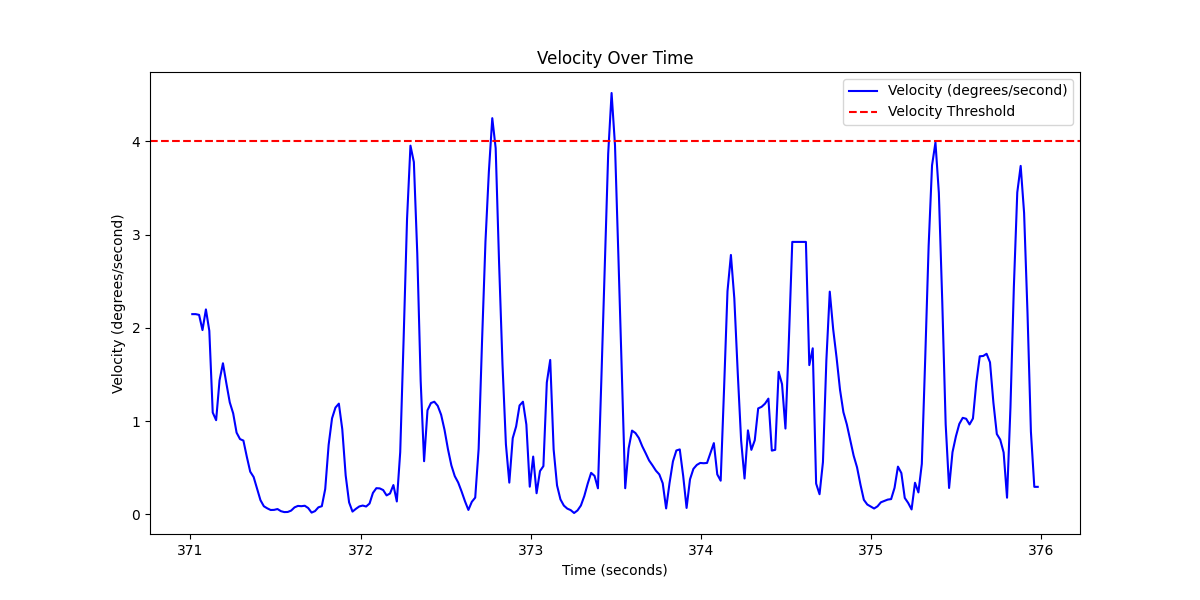 Velocity Over Time
Velocity (degrees/second)
Velocity Threshold
Velocity (degrees/second)
4
3
2
1
0
371 372 373 374 375 376
Time (seconds)